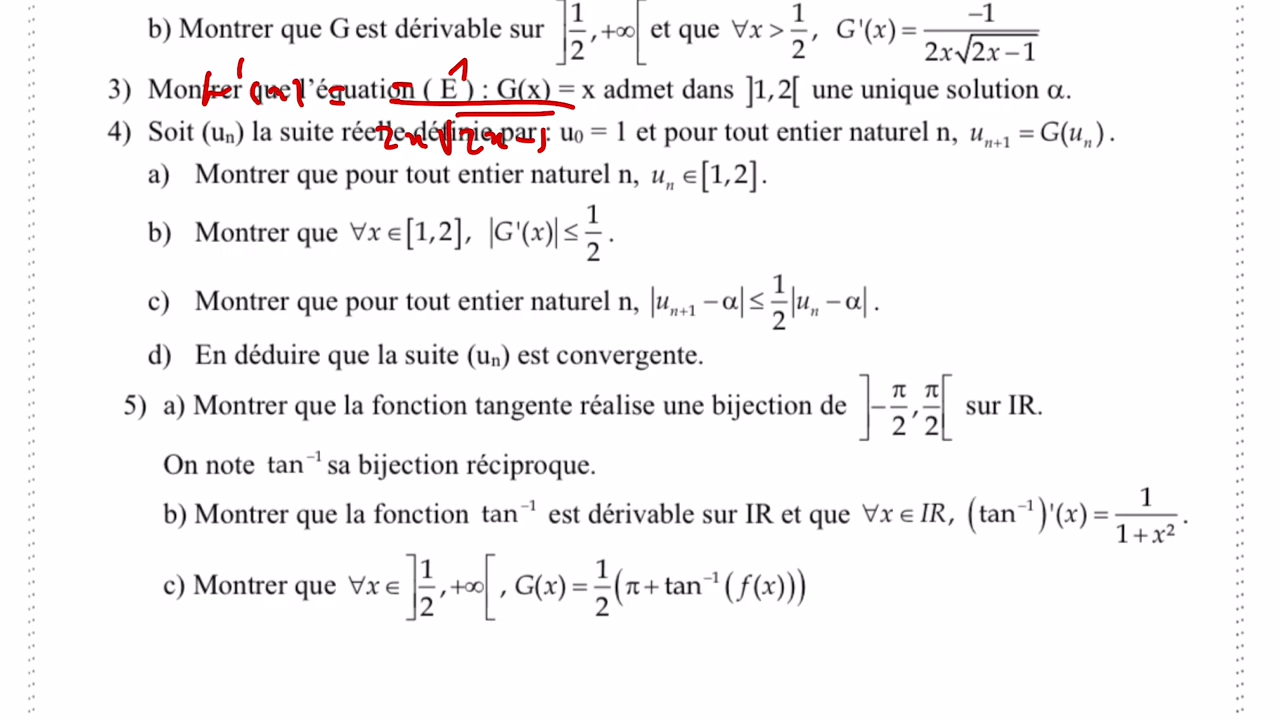 b) Montrer que G est dérivable sur ]1/2, +∞[ et que ∀x > 1/2, G'(x) = -1/(2x√(2x−1))
3) Montrer que l'équation ( E ) : G(x) = x admet dans ]1,2[ une unique solution α.
4) Soit (uₙ) la suite réelle définie par : u₀ = 1 et pour tout entier naturel n, uₙ₊₁ = G(uₙ).
2x√(2x−1)
a) Montrer que pour tout entier naturel n, uₙ ∈ [1,2].
b) Montrer que ∀x ∈ [1,2], |G'(x)| ≤ 1/2.
c) Montrer que pour tout entier naturel n, |uₙ₊₁ − α| ≤ 1/2 |uₙ − α|.
d) En déduire que la suite (uₙ) est convergente.
5) a) Montrer que la fonction tangente réalise une bijection de ]−π/2, π/2[ sur IR.
On note tan⁻¹ sa bijection réciproque.
b) Montrer que la fonction tan⁻¹ est dérivable sur IR et que ∀x ∈ IR, (tan⁻¹)'(x) = 1/(1+x²).
c) Montrer que ∀x ∈ ]1/2, +∞[, G(x) = 1/2 (π + tan⁻¹(f(x)))